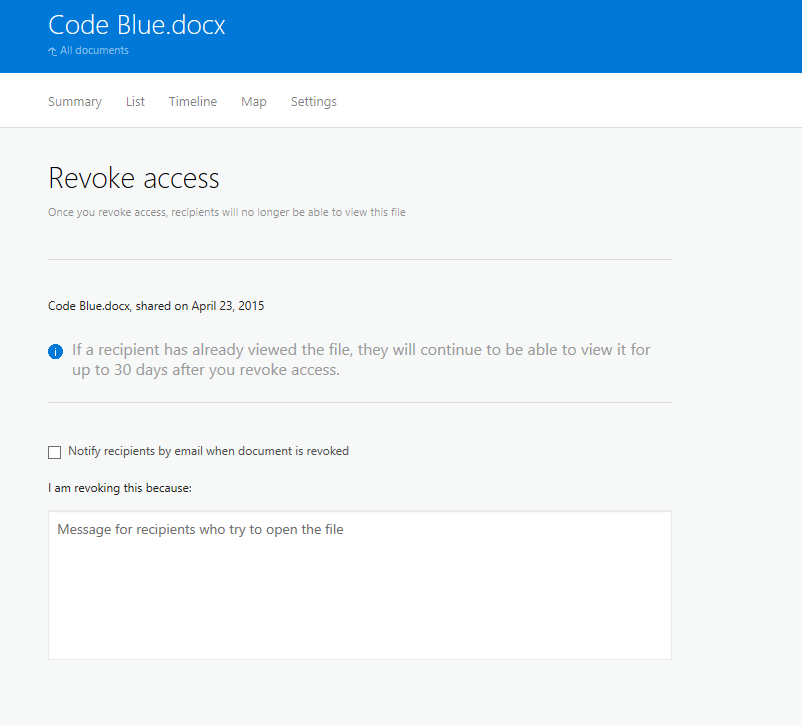 Code Blue.docx
All documents
Summary List Timeline Map Settings
Revoke access
Once you revoke access, recipients will no longer be able to view this file
Code Blue.docx, shared on April 23, 2015
If a recipient has already viewed the file, they will continue to be able to view it for
up to 30 days after you revoke access.
Notify recipients by email when document is revoked
I am revoking this because:
Message for recipients who try to open the file